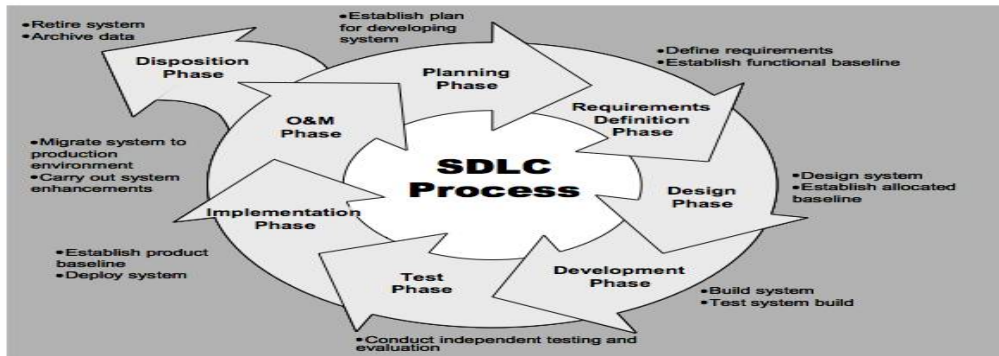 •Retire system
•Archive data
Disposition
Phase
•Establish plan
for developing
system
Planning
Phase
•Define requirements
•Establish functional baseline
Requirements
Definition
Phase
•Design system
•Establish allocated
baseline
Design
Phase
•Build system
•Test system build
Development
Phase
•Conduct independent testing and
evaluation
Test
Phase
•Establish product
baseline
•Deploy system
Implementation
Phase
•Migrate system to
production
environment
•Carry out system
enhancements
O&M
Phase
SDLC
Process